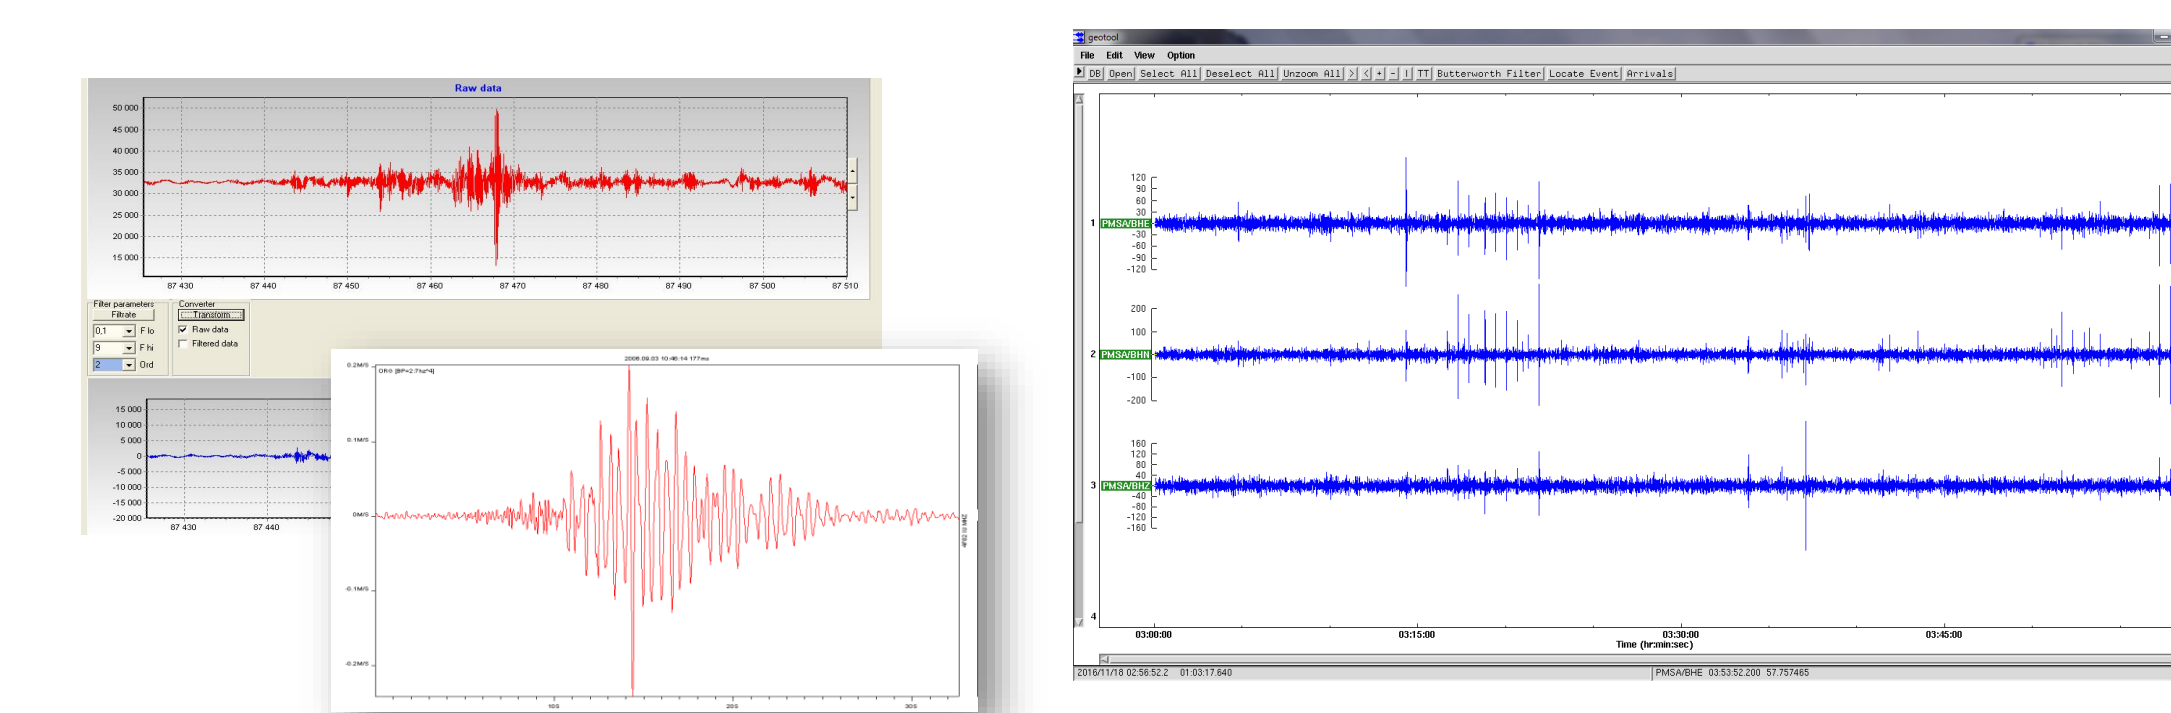 Raw data
50 000
45 000
40 000
35 000
30 000
25 000
20 000
15 000
87 430 87 440 87 450 87 460 87 470 87 480 87 490 87 500 87 510
Filter parameters
Filtrate
0,1 F lo
9 F hi
2 Ord
Converter
Transform
Raw data
Filtered data
15 000
10 000
5 000
0
-5 000
-10 000
-15 000
-20 000
87 430 87 440
2006.09.03 10:46:14 177ms
0.2M/S
0.1M/S
0M/S
-0.1M/S
-0.2M/S
10S 20S 30S
geotool
File Edit View Option
DB Open Select All Deselect All Unzoom All > < + - | TT Butterworth Filter Locate Event Arrivals
120
90
60
30
1 PMSA/BHE
-30
-60
-90
-120
200
100
2 PMSA/BHN
-100
-200
160
120
80
40
3 PMSA/BHZ
-40
-80
-120
-160
4
03:00:00 03:15:00 03:30:00 03:45:00
Time (hr:min:sec)
2016/11/18 02:56:52.2 01:03:17.640
PMSA/BHE 03:53:52.200 57.757465